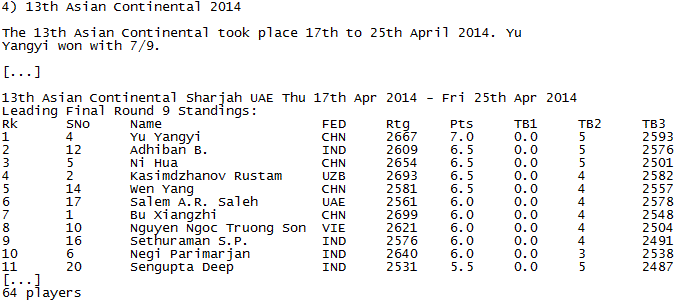 4) 13th Asian Continental 2014
The 13th Asian Continental took place 17th to 25th April 2014. Yu
Yangyi won with 7/9.
[...]
13th Asian Continental Sharjah UAE Thu 17th Apr 2014 - Fri 25th Apr 2014
Leading Final Round 9 Standings:
Rk SNo Name FED Rtg Pts TB1 TB2 TB3
1 4 Yu Yangyi CHN 2667 7.0 0.0 5 2593
2 12 Adhiban B. IND 2609 6.5 0.0 5 2576
3 5 Ni Hua CHN 2654 6.5 0.0 5 2501
4 2 Kasimdzhanov Rustam UZB 2693 6.5 0.0 4 2582
5 14 Wen Yang CHN 2581 6.5 0.0 4 2557
6 17 Salem A.R. Saleh UAE 2561 6.0 0.0 4 2578
7 1 Bu Xiangzhi CHN 2699 6.0 0.0 4 2548
8 10 Nguyen Ngoc Truong Son VIE 2621 6.0 0.0 4 2504
9 16 Sethuraman S.P. IND 2576 6.0 0.0 4 2491
10 6 Negi Parimarjan IND 2640 6.0 0.0 3 2538
11 20 Sengupta Deep IND 2531 5.5 0.0 5 2487
[...]
64 players